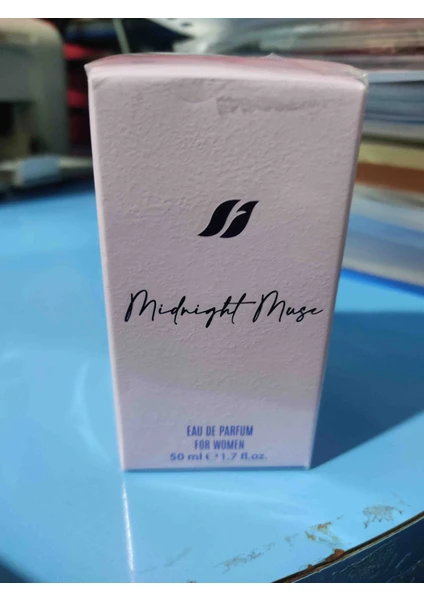 Midnight Muse
EAU DE PARFUM
FOR WOMEN
50 ml ℮ 1.7 fl.oz.